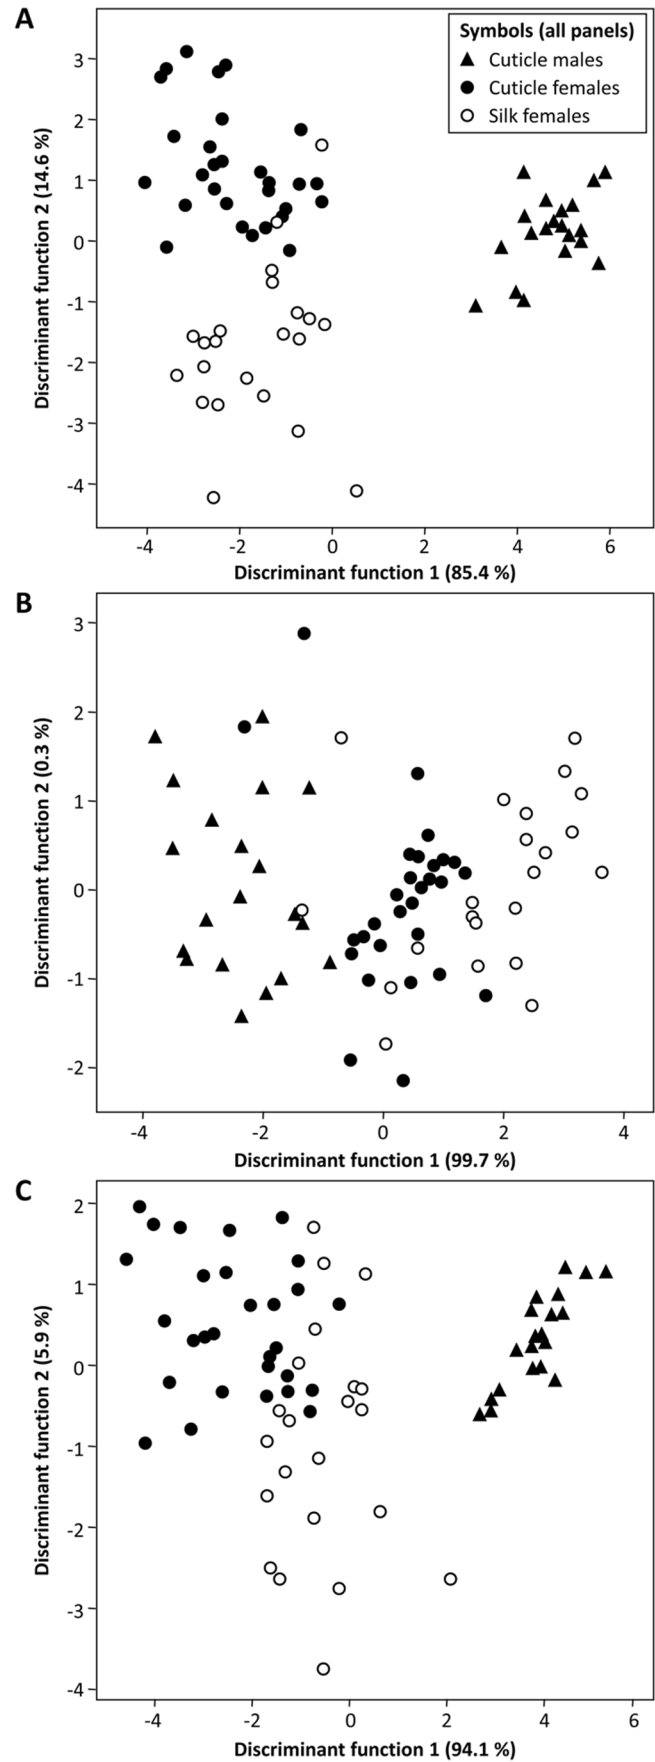 A
Symbols (all panels)
Cuticle males
Cuticle females
Silk females
Discriminant function 2 (14.6 %)
3
2
1
0
-1
-2
-3
-4
-4 -2 0 2 4 6
Discriminant function 1 (85.4 %)
B
Discriminant function 2 (0.3 %)
3
2
1
0
-1
-2
-4 -2 0 2 4
Discriminant function 1 (99.7 %)
C
Discriminant function 2 (5.9 %)
2
1
0
-1
-2
-3
-4
-4 -2 0 2 4 6
Discriminant function 1 (94.1 %)